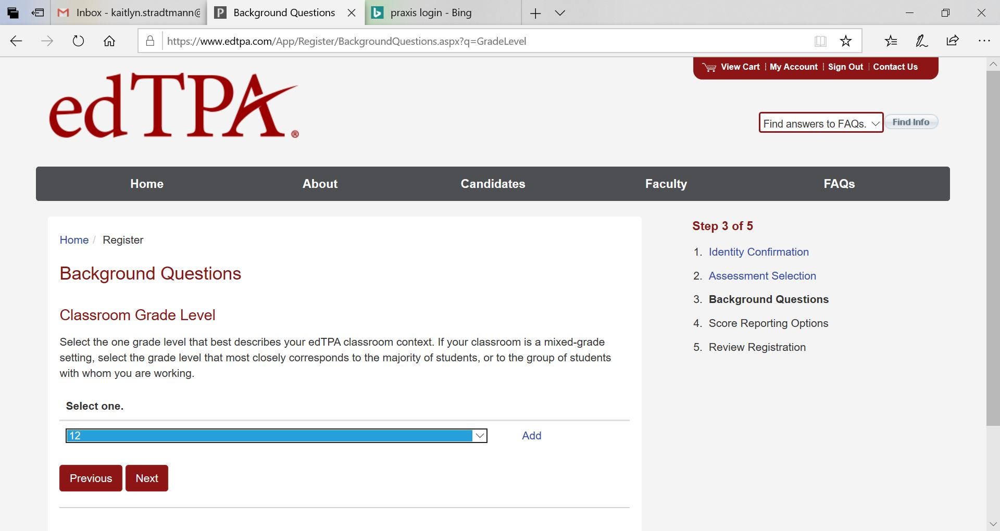 Inbox - kaitlyn.stradtmann@
Background Questions
praxis login - Bing
https://www.edtpa.com/App/Register/BackgroundQuestions.aspx?q=GradeLevel
View Cart
My Account
Sign Out
Contact Us
edTPA®
Find answers to FAQs.
Find Info
Home
About
Candidates
Faculty
FAQs
Home / Register
Background Questions
Classroom Grade Level
Select the one grade level that best describes your edTPA classroom context. If your classroom is a mixed-grade
setting, select the grade level that most closely corresponds to the majority of students, or to the group of students
with whom you are working.
Select one.
12
Add
Previous
Next
Step 3 of 5
1. Identity Confirmation
2. Assessment Selection
3. Background Questions
4. Score Reporting Options
5. Review Registration